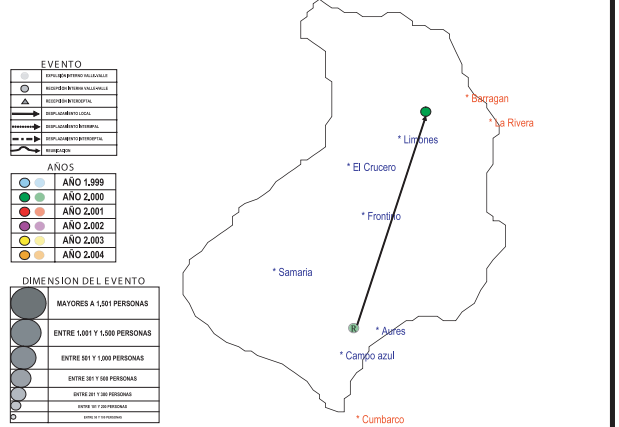 EVENTO
EXPULSIÓN INTERNO VALLE-VALLE
RECEPCIÓN INTERNA VALLE-VALLE
RECEPCIÓN INTERDEPTAL
DESPLAZAMIENTO LOCAL
DESPLAZAMIENTO INTERMPAL
DESPLAZAMIENTO INTERDEPTAL
REUBICACION
AÑOS
AÑO 1.999
AÑO 2.000
AÑO 2.001
AÑO 2.002
AÑO 2.003
AÑO 2.004
DIMENSION DEL EVENTO
MAYORES A 1,501 PERSONAS
ENTRE 1.001 Y 1.500 PERSONAS
ENTRE 501 Y 1,000 PERSONAS
ENTRE 301 Y 500 PERSONAS
ENTRE 201 Y 300 PERSONAS
ENTRE 101 Y 200 PERSONAS
* Barragan
* La Rivera
* Limones
* El Crucero
* Frontino
* Samaria
R
* Aures
* Campo azul
* Cumbarco